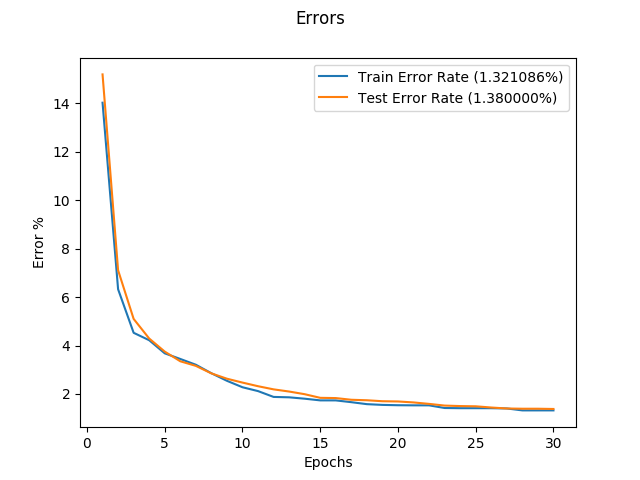 Errors
Train Error Rate (1.321086%)
Test Error Rate (1.380000%)
14
12
10
8
6
4
2
Error %
0 5 10 15 20 25 30
Epochs